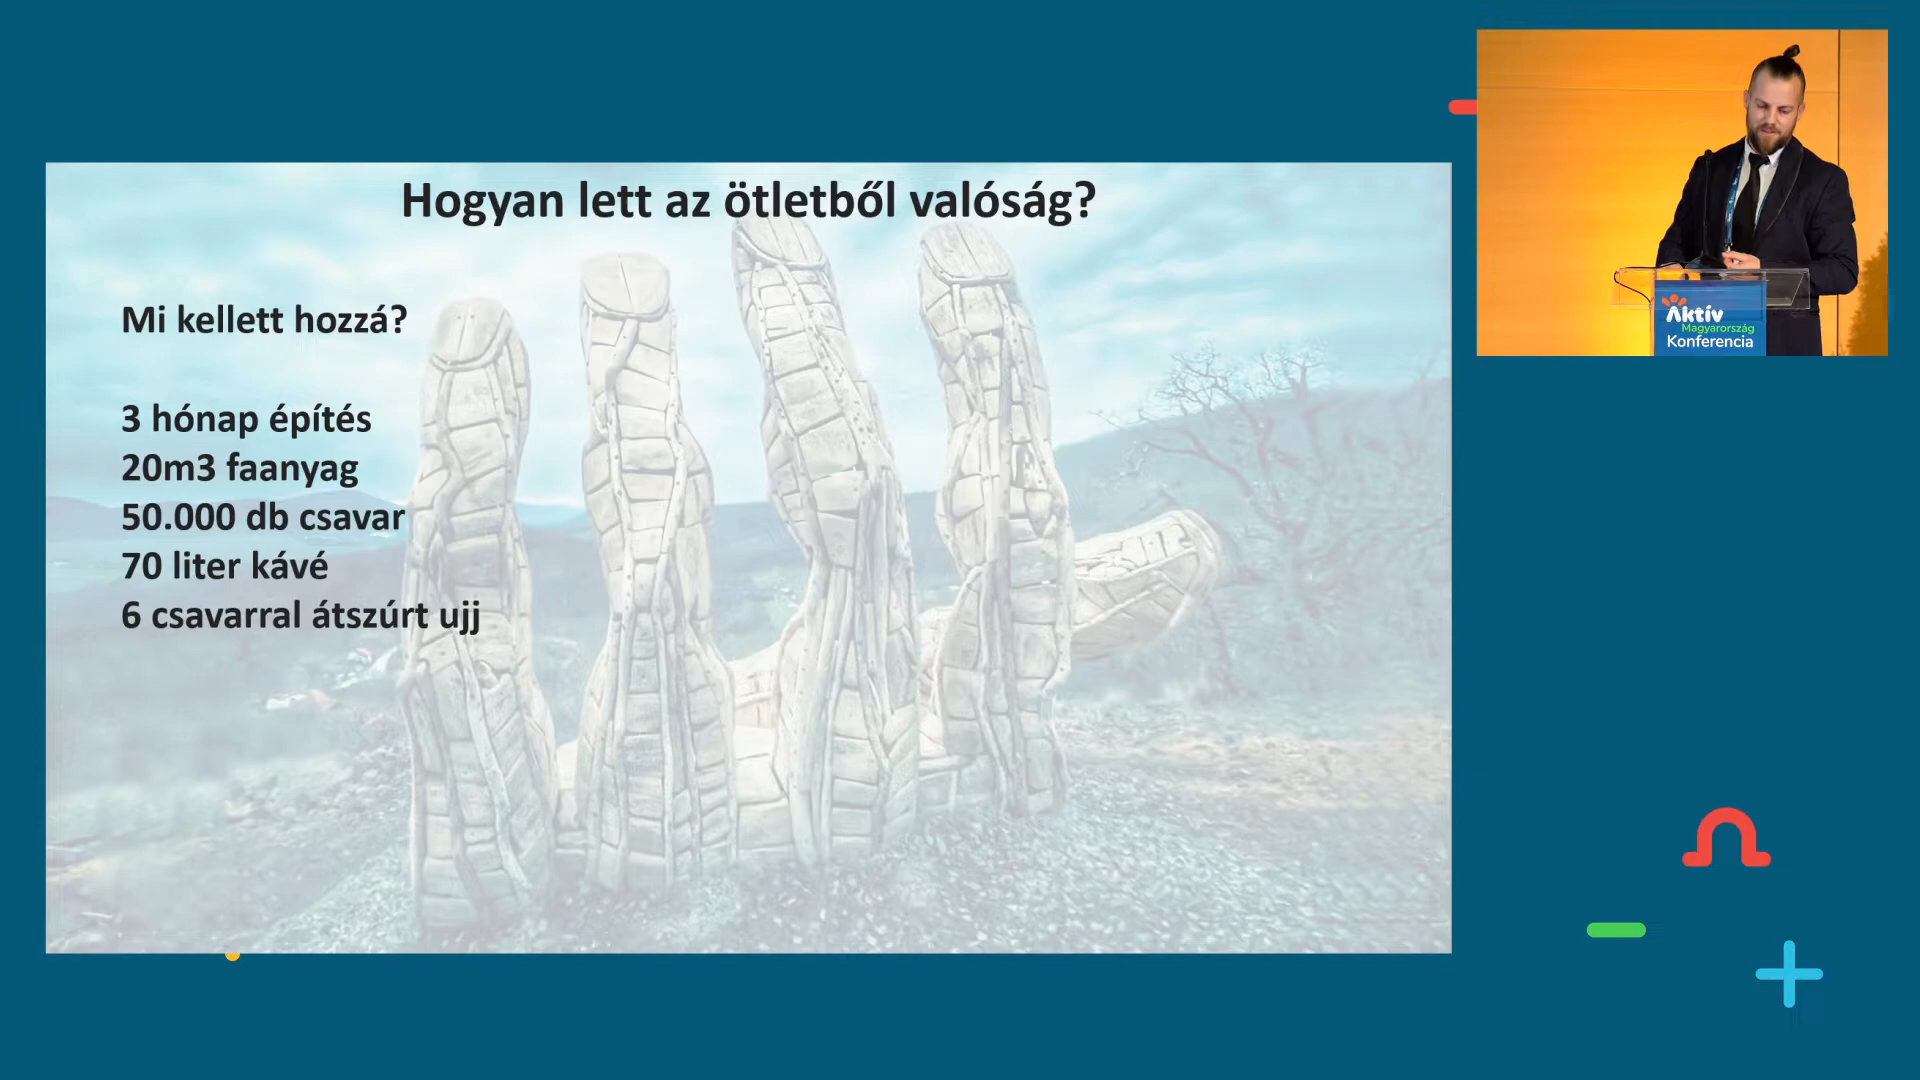 Hogyan lett az ötletből valóság?
Mi kellett hozzá?
3 hónap építés
20m3 faanyag
50.000 db csavar
70 liter kávé
6 csavarral átszúrt ujj
Aktív
Magyarország
Konferencia